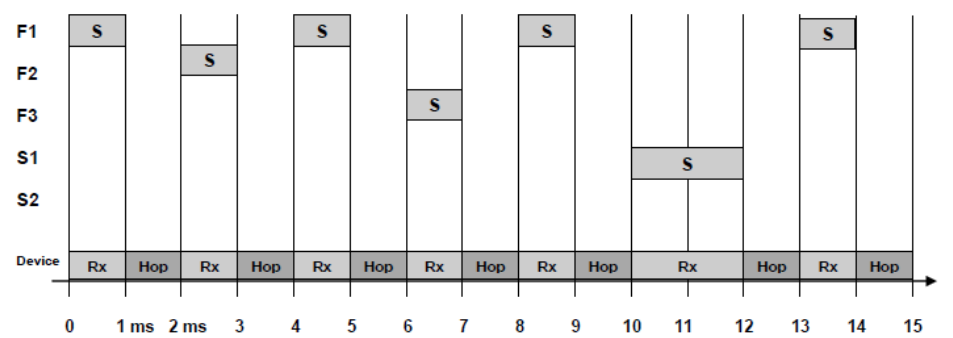 F1 S S S S
F2 S
F3 S
S1 S
S2
Device Rx Hop Rx Hop Rx Hop Rx Hop Rx Hop Rx Hop Rx Hop
0 1 ms 2 ms 3 4 5 6 7 8 9 10 11 12 13 14 15